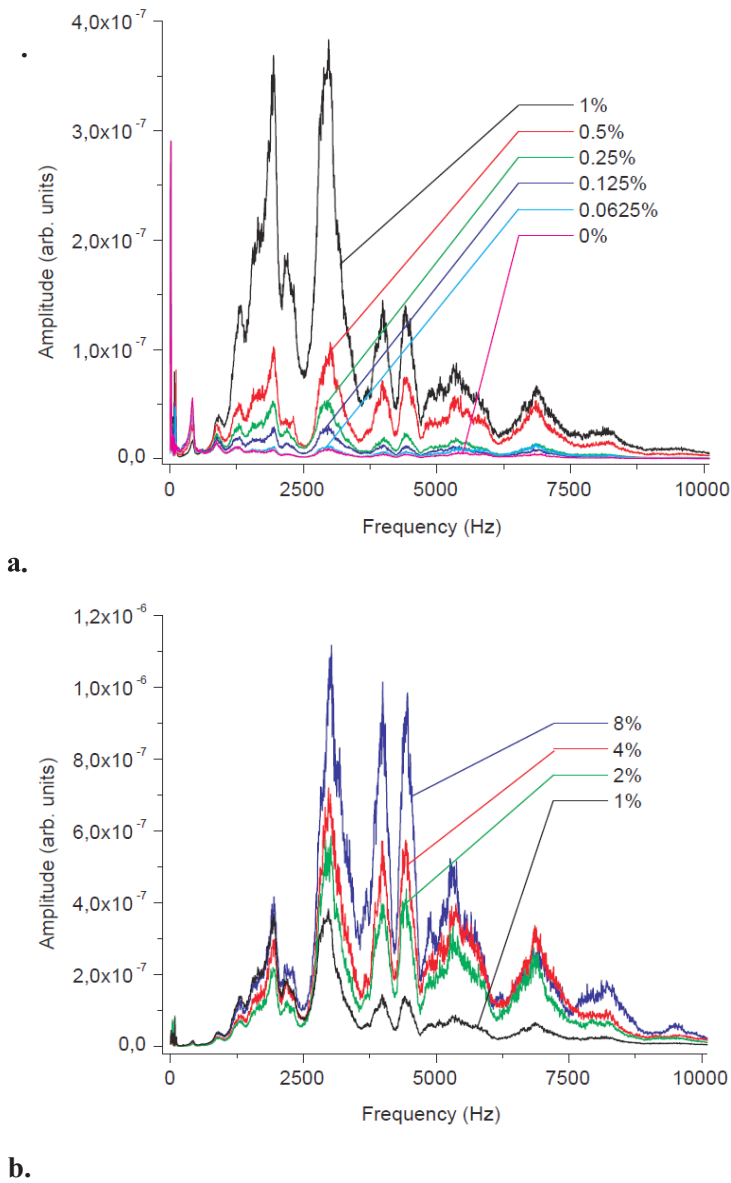 .
4,0x10⁻⁷
3,0x10⁻⁷
2,0x10⁻⁷
1,0x10⁻⁷
0,0
Amplitude (arb. units)
1%
0.5%
0.25%
0.125%
0.0625%
0%
0 2500 5000 7500 10000
Frequency (Hz)
a.
1,2x10⁻⁶
1,0x10⁻⁶
8,0x10⁻⁷
6,0x10⁻⁷
4,0x10⁻⁷
2,0x10⁻⁷
0,0
Amplitude (arb. units)
8%
4%
2%
1%
0 2500 5000 7500 10000
Frequency (Hz)
b.